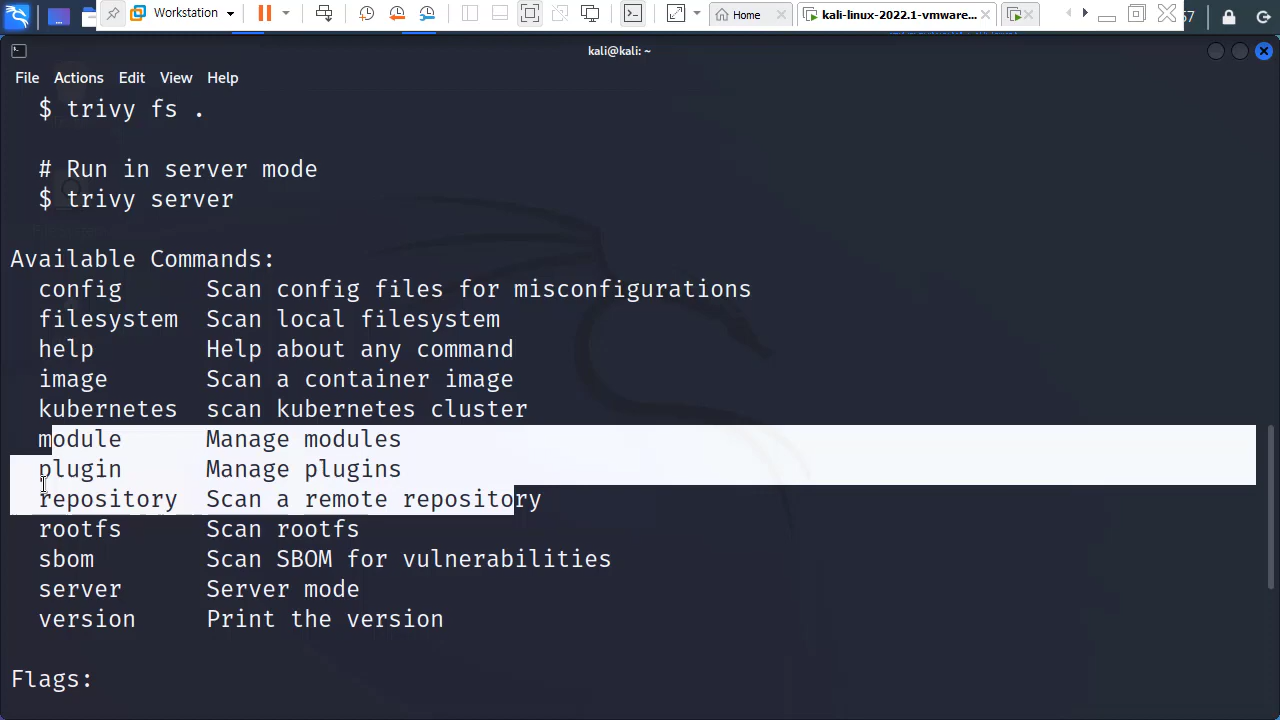 Workstation
Home
kali-linux-2022.1-vmware...
57
kali@kali: ~
File Actions Edit View Help
$ trivy fs .
# Run in server mode
$ trivy server
Available Commands:
config Scan config files for misconfigurations
filesystem Scan local filesystem
help Help about any command
image Scan a container image
kubernetes scan kubernetes cluster
module Manage modules
plugin Manage plugins
repository Scan a remote repository
rootfs Scan rootfs
sbom Scan SBOM for vulnerabilities
server Server mode
version Print the version
Flags: